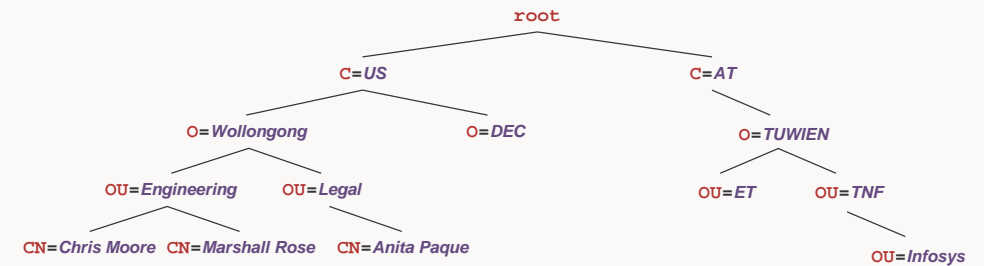 root
C=US C=AT
O=Wollongong O=DEC O=TUWIEN
OU=Engineering OU=Legal OU=ET OU=TNF
CN=Chris Moore CN=Marshall Rose CN=Anita Paque
OU=Infosys